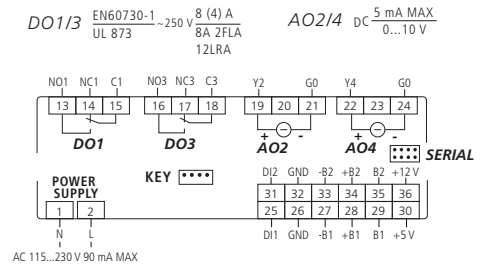 DO1/3 EN60730-1 ~250 V 8 (4) A
UL 873 8A 2FLA
12LRA
AO2/4 DC 5 mA MAX
0...10 V
NO1 NC1 C1 NO3 NC3 C3 Y2 G0 Y4 G0
13 14 15 16 17 18 19 20 21 22 23 24
+ - + -
DO1 DO3 AO2 AO4
SERIAL
KEY
DI2 GND -B2 +B2 B2 +12 V
POWER
SUPPLY
31 32 33 34 35 36
1 2 25 26 27 28 29 30
N L DI1 GND -B1 +B1 B1 +5 V
AC 115...230 V 90 mA MAX